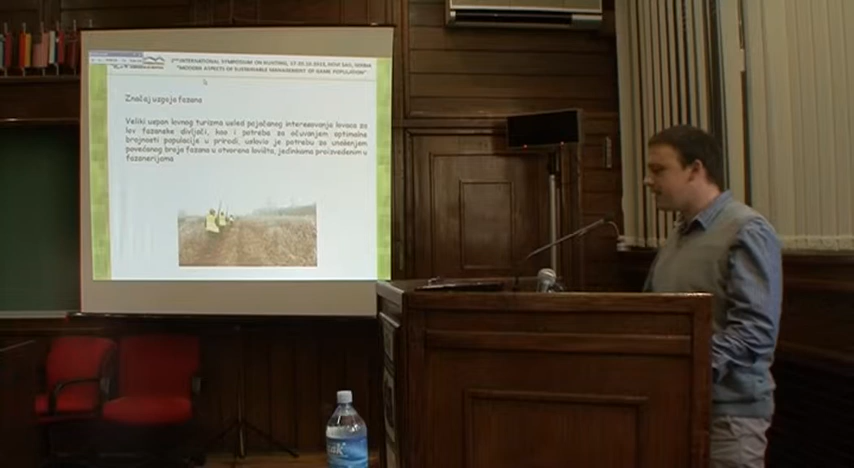 2nd INTERNATIONAL SYMPOSIUM ON HUNTING, 17-20.10.2013, NOVI SAD, SERBIA
"MODERN ASPECTS OF SUSTAINABLE MANAGEMENT OF GAME POPULATION"
Značaj uzgoja fazana
Veliki uspon lovnog turizma usled pojačanog interesovanja lovaca za
lov fazanske divljači, kao i potreba za očuvanjem optimalne
brojnosti populacije u prirodi, uslovio je potrebu za unošenjem
povećanog broja fazana u otvorena lovišta, jedinkama proizvedenim u
fazanerijama